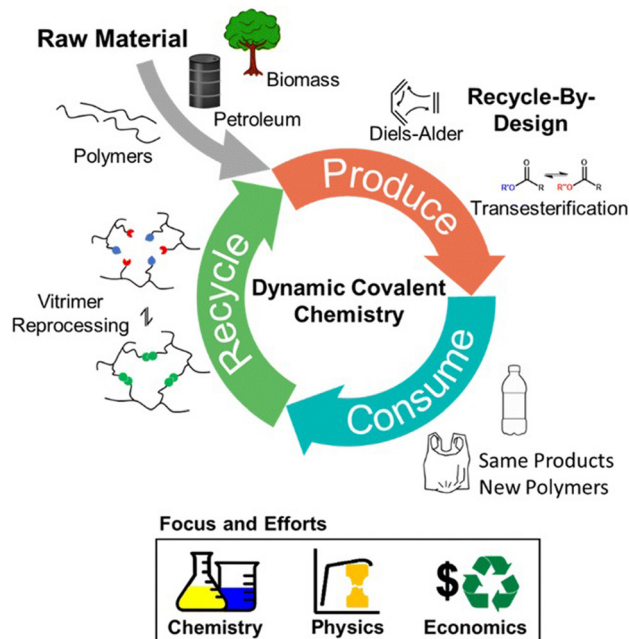 Raw Material
Biomass
Petroleum
Polymers
Diels-Alder
Recycle-By-
Design
R'O
O
R
R"O
O
R
Transesterification
Produce
Recycle
Dynamic Covalent
Chemistry
Vitrimer
Reprocessing
Consume
Same Products
New Polymers
Focus and Efforts
Chemistry
Physics
$
Economics